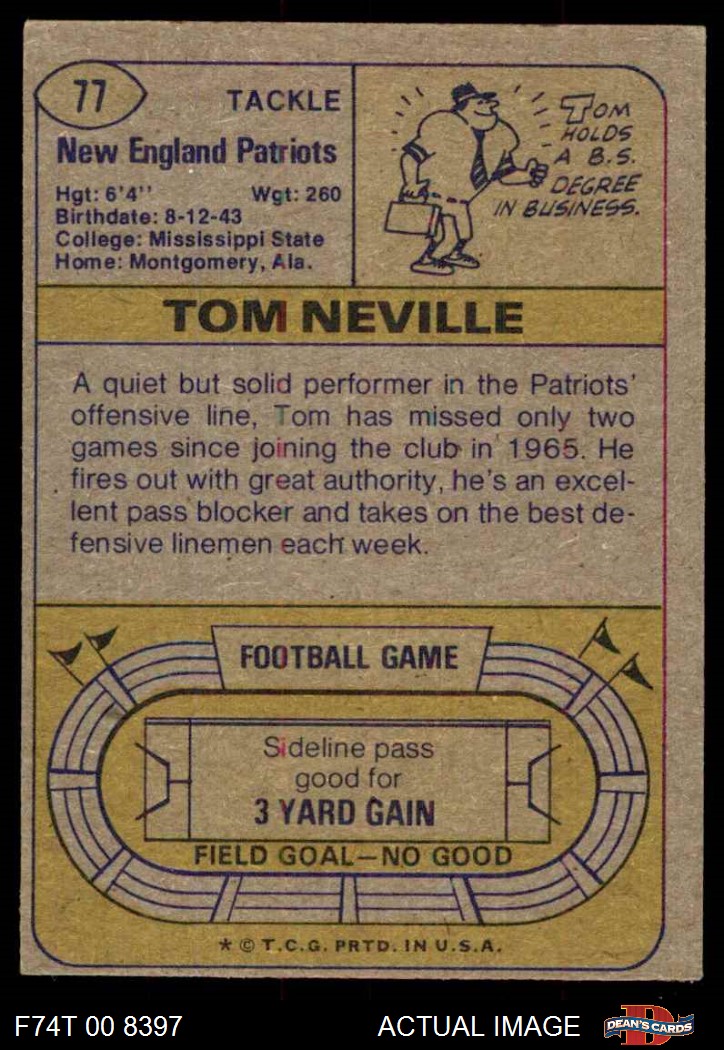 77
TACKLE
New England Patriots
Hgt: 6'4'' Wgt: 260
Birthdate: 8-12-43
College: Mississippi State
Home: Montgomery, Ala.
TOM
HOLDS
A B.S.
DEGREE
IN BUSINESS.
TOM NEVILLE
A quiet but solid performer in the Patriots'
offensive line, Tom has missed only two
games since joining the club in 1965. He
fires out with great authority, he's an excel-
lent pass blocker and takes on the best de-
fensive linemen each week.
FOOTBALL GAME
Sideline pass
good for
3 YARD GAIN
FIELD GOAL—NO GOOD
* © T.C.G. PRTD. IN U.S.A.
F74T 00 8397 ACTUAL IMAGE
DEAN'S CARDS